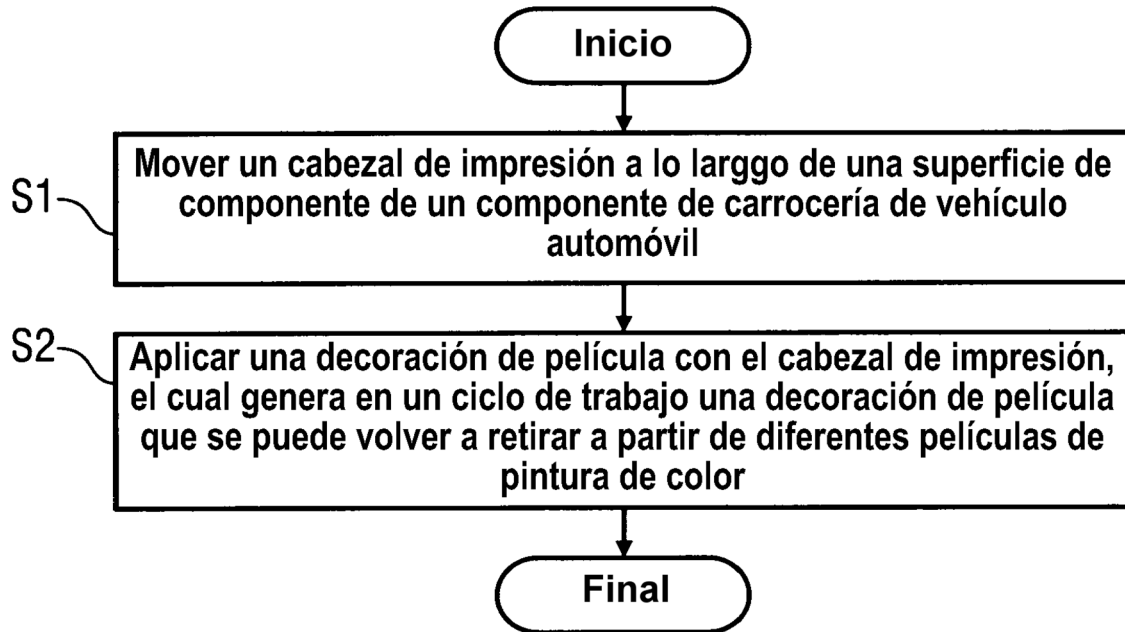 Inicio
S1
Mover un cabezal de impresión a lo larggo de una superficie de
componente de un componente de carrocería de vehículo
automóvil
S2
Aplicar una decoración de película con el cabezal de impresión,
el cual genera en un ciclo de trabajo una decoración de película
que se puede volver a retirar a partir de diferentes películas de
pintura de color
Final